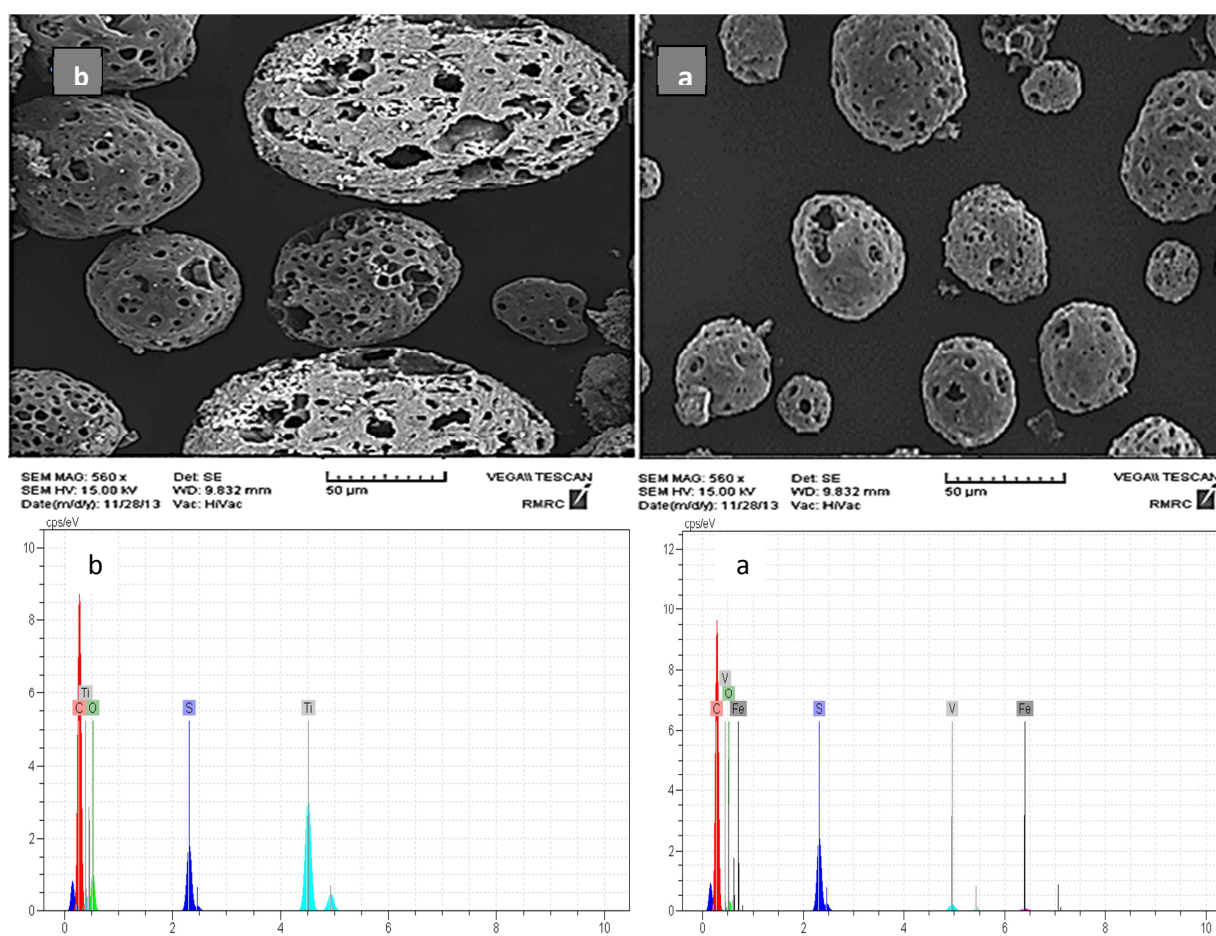 b
a
SEM MAG: 560 x Det: SE
SEM HV: 15.00 kV WD: 9.832 mm 50 µm VEGA\\ TESCAN
Date(m/d/y): 11/28/13 Vac: HiVac RMRC
SEM MAG: 560 x Det: SE
SEM HV: 15.00 kV WD: 9.832 mm 50 µm VEGA\\ TESCAN
Date(m/d/y): 11/28/13 Vac: HiVac RMRC
cps/eV
b
10
8
6
4
2
0
Ti
C O S Ti
0 2 4 6 8 10
cps/eV
a
12
10
8
6
4
2
0
V
O
C Fe S V Fe
0 2 4 6 8 10